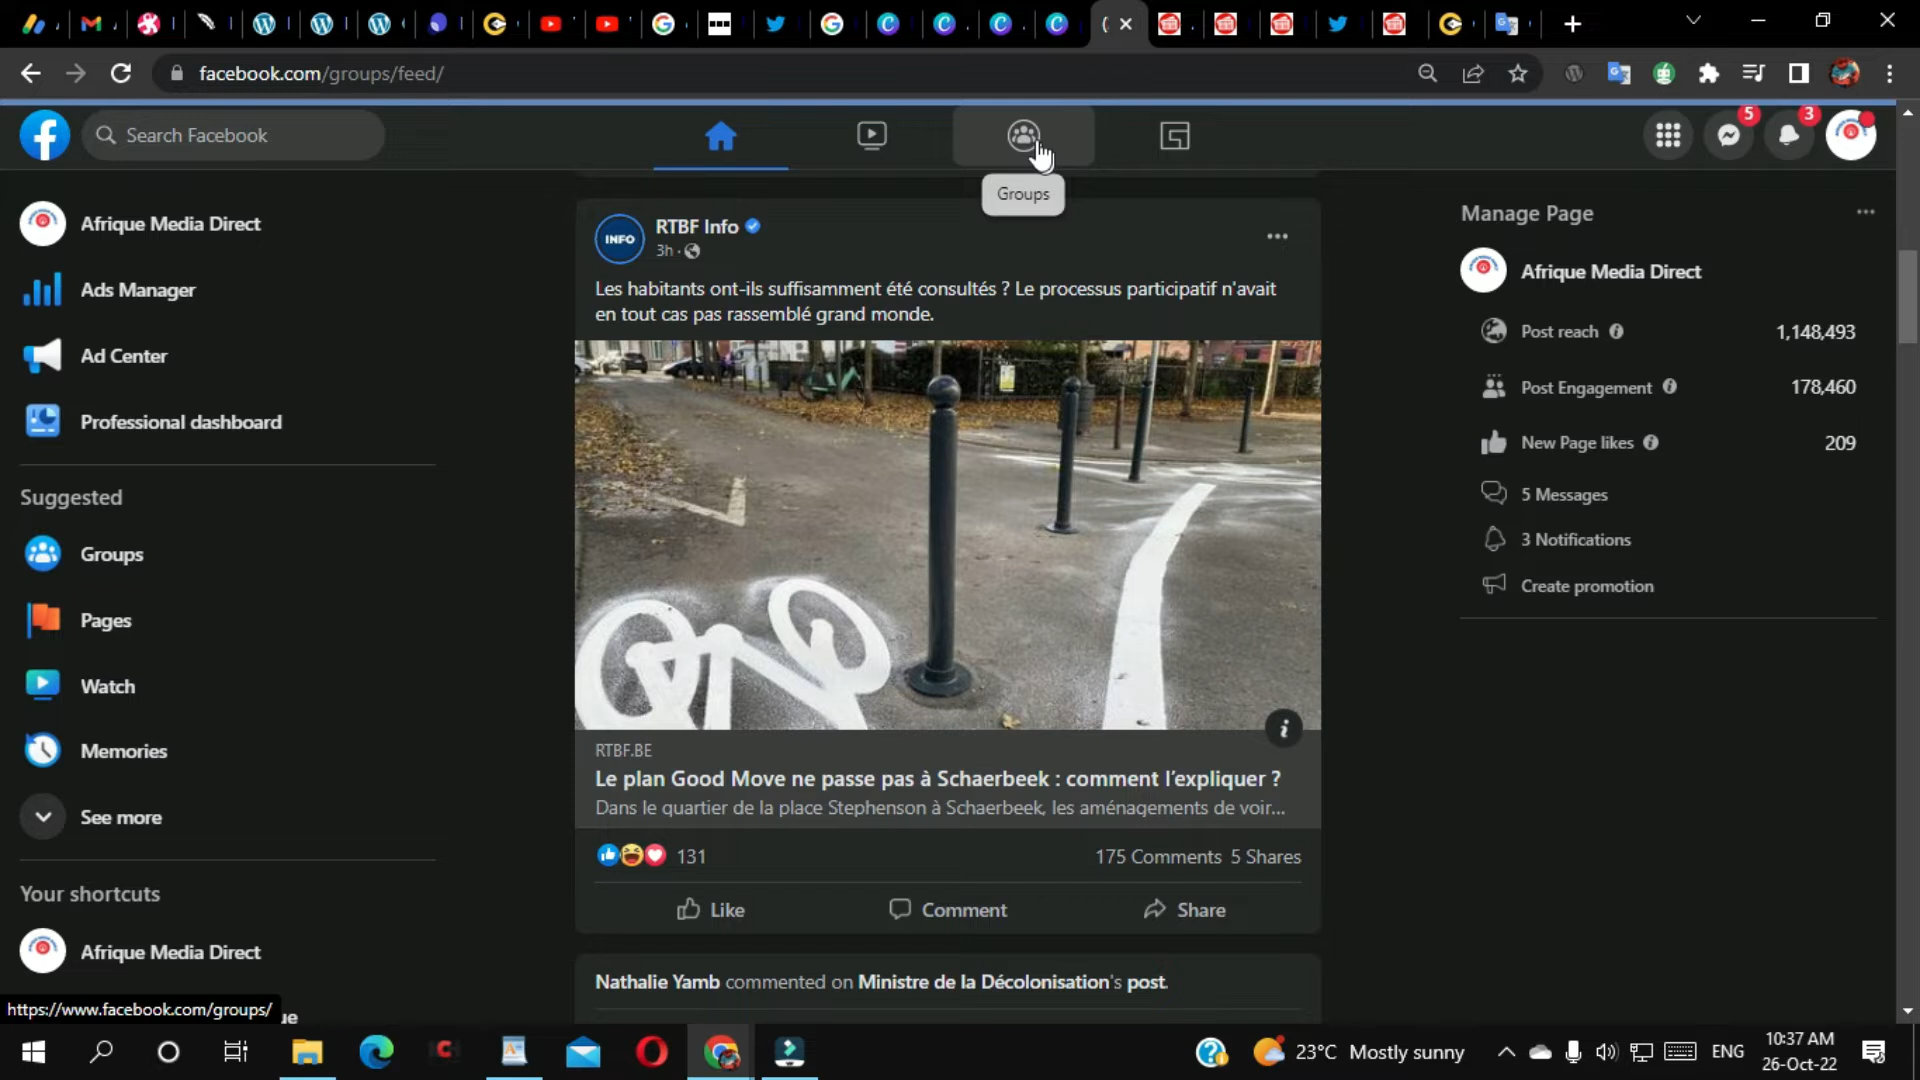 facebook.com/groups/feed/
Search Facebook
5
3
Groups
Afrique Media Direct
Ads Manager
Ad Center
Professional dashboard
Suggested
Groups
Pages
Watch
Memories
See more
Your shortcuts
Afrique Media Direct
https://www.facebook.com/groups/
ue
INFO
RTBF Info
3h ·
Les habitants ont-ils suffisamment été consultés ? Le processus participatif n'avait
en tout cas pas rassemblé grand monde.
RTBF.BE
Le plan Good Move ne passe pas à Schaerbeek : comment l'expliquer ?
Dans le quartier de la place Stephenson à Schaerbeek, les aménagements de voir...
131
175 Comments 5 Shares
Like Comment Share
Nathalie Yamb commented on Ministre de la Décolonisation's post.
Manage Page
Afrique Media Direct
Post reach 1,148,493
Post Engagement 178,460
New Page likes 209
5 Messages
3 Notifications
Create promotion
23°C Mostly sunny
ENG
10:37 AM
26-Oct-22